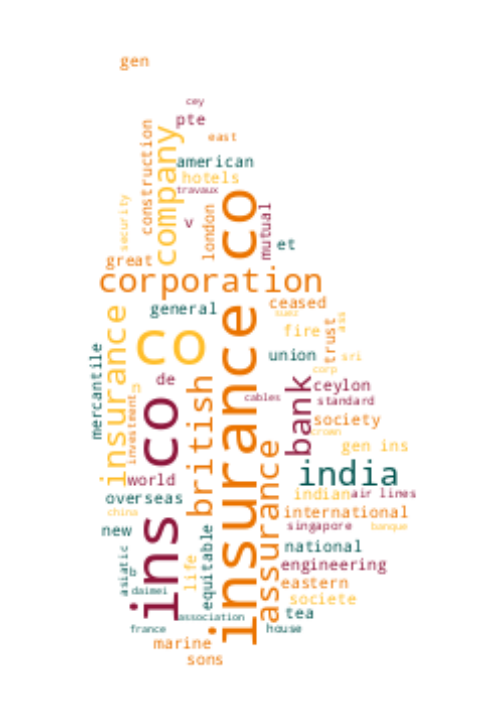 gen
cey
pte
east
construction
company
american
hotels
travaux
security
london
v
insurance co
mutual
et
great
corporation
general
ceased
suez
insurance
co
fire
trust
ass
mercantile
union
sri
corp
de
ins co
british
bank
ceylon
investment
cables
standard
society
crown
assurance
gen ins
world
india
overseas
indian
air lines
china
international
new
singapore
banque
equitable
national
asiatic
b
life
engineering
daimei
eastern
societe
association
tea
france
house
marine
sons